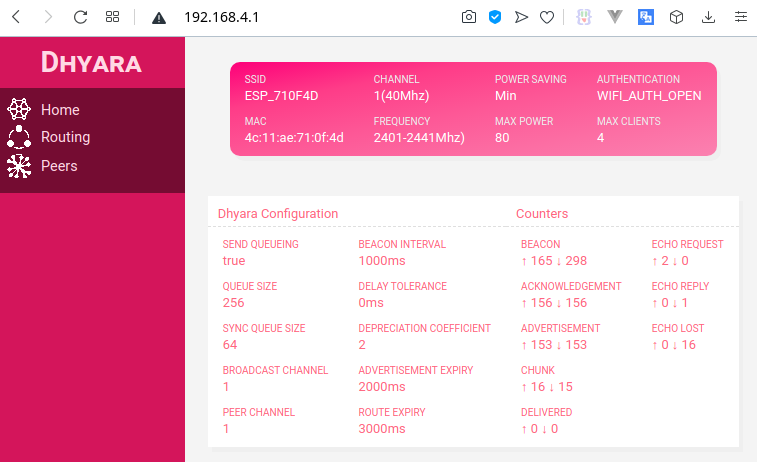 192.168.4.1
DHYARA
Home
Routing
Peers
SSID CHANNEL POWER SAVING AUTHENTICATION
ESP_710F4D 1(40Mhz) Min WIFI_AUTH_OPEN
MAC FREQUENCY MAX POWER MAX CLIENTS
4c:11:ae:71:0f:4d 2401-2441Mhz) 80 4
Dhyara Configuration Counters
SEND QUEUEING BEACON INTERVAL BEACON ECHO REQUEST
true 1000ms ↑ 165 ↓ 298 ↑ 2 ↓ 0
QUEUE SIZE DELAY TOLERANCE ACKNOWLEDGEMENT ECHO REPLY
256 0ms ↑ 156 ↓ 156 ↑ 0 ↓ 1
SYNC QUEUE SIZE DEPRECIATION COEFFICIENT ADVERTISEMENT ECHO LOST
64 2 ↑ 153 ↓ 153 ↑ 0 ↓ 16
BROADCAST CHANNEL ADVERTISEMENT EXPIRY CHUNK
1 2000ms ↑ 16 ↓ 15
PEER CHANNEL ROUTE EXPIRY DELIVERED
1 3000ms ↑ 0 ↓ 0